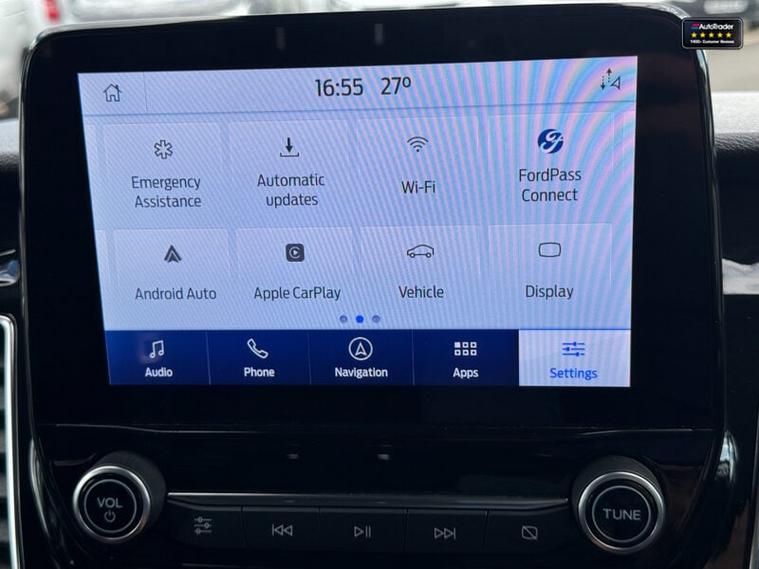 AutoTrader
16:55 27°
Emergency
Assistance
Automatic
updates
Wi-Fi
FordPass
Connect
Android Auto
Apple CarPlay
Vehicle
Display
Audio
Phone
Navigation
Apps
Settings
VOL
TUNE